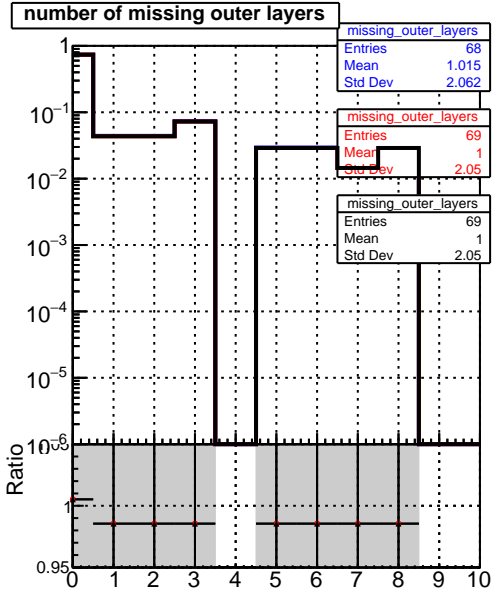 number of missing outer layers
missing_outer_layers
Entries 68
Mean 1.015
Std Dev 2.062
missing_outer_layers
Entries 69
Mean 1
Std Dev 2.05
missing_outer_layers
Entries 69
Mean 1
Std Dev 2.05
1
10⁻¹
10⁻²
10⁻³
10⁻⁴
10⁻⁵
10⁻⁶
Ratio
1
0.95
0 1 2 3 4 5 6 7 8 9 10